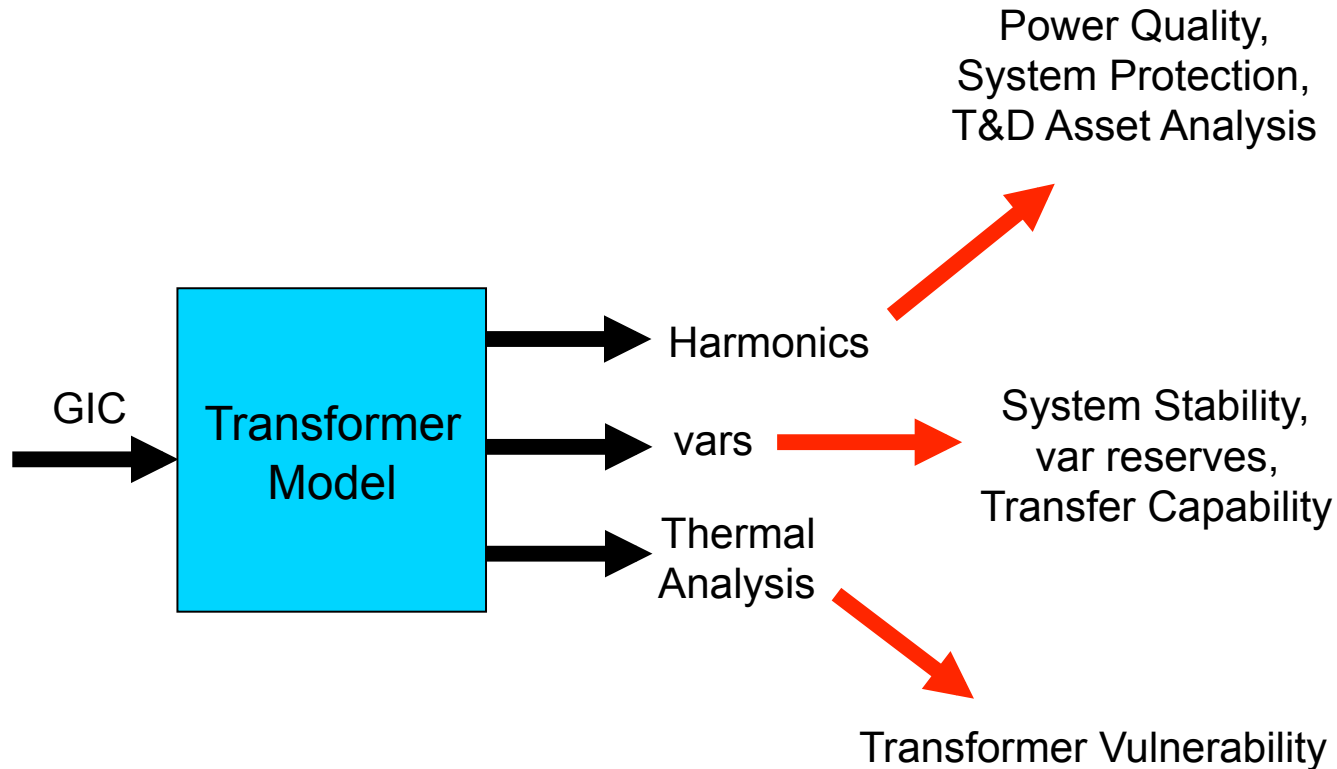 Power Quality,
System Protection,
T&D Asset Analysis
Harmonics
GIC
Transformer
Model
vars
System Stability,
var reserves,
Transfer Capability
Thermal
Analysis
Transformer Vulnerability